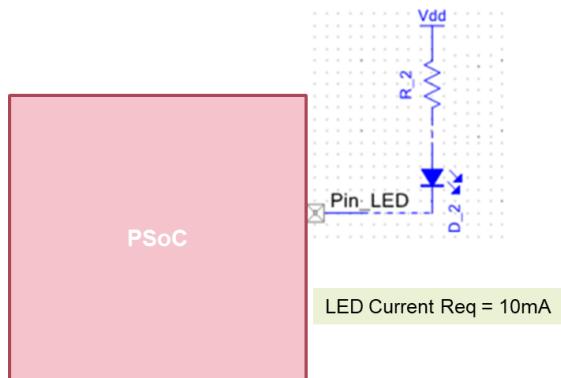 Vdd
R_2
Pin_LED
D_2
PSoC
LED Current Req = 10mA